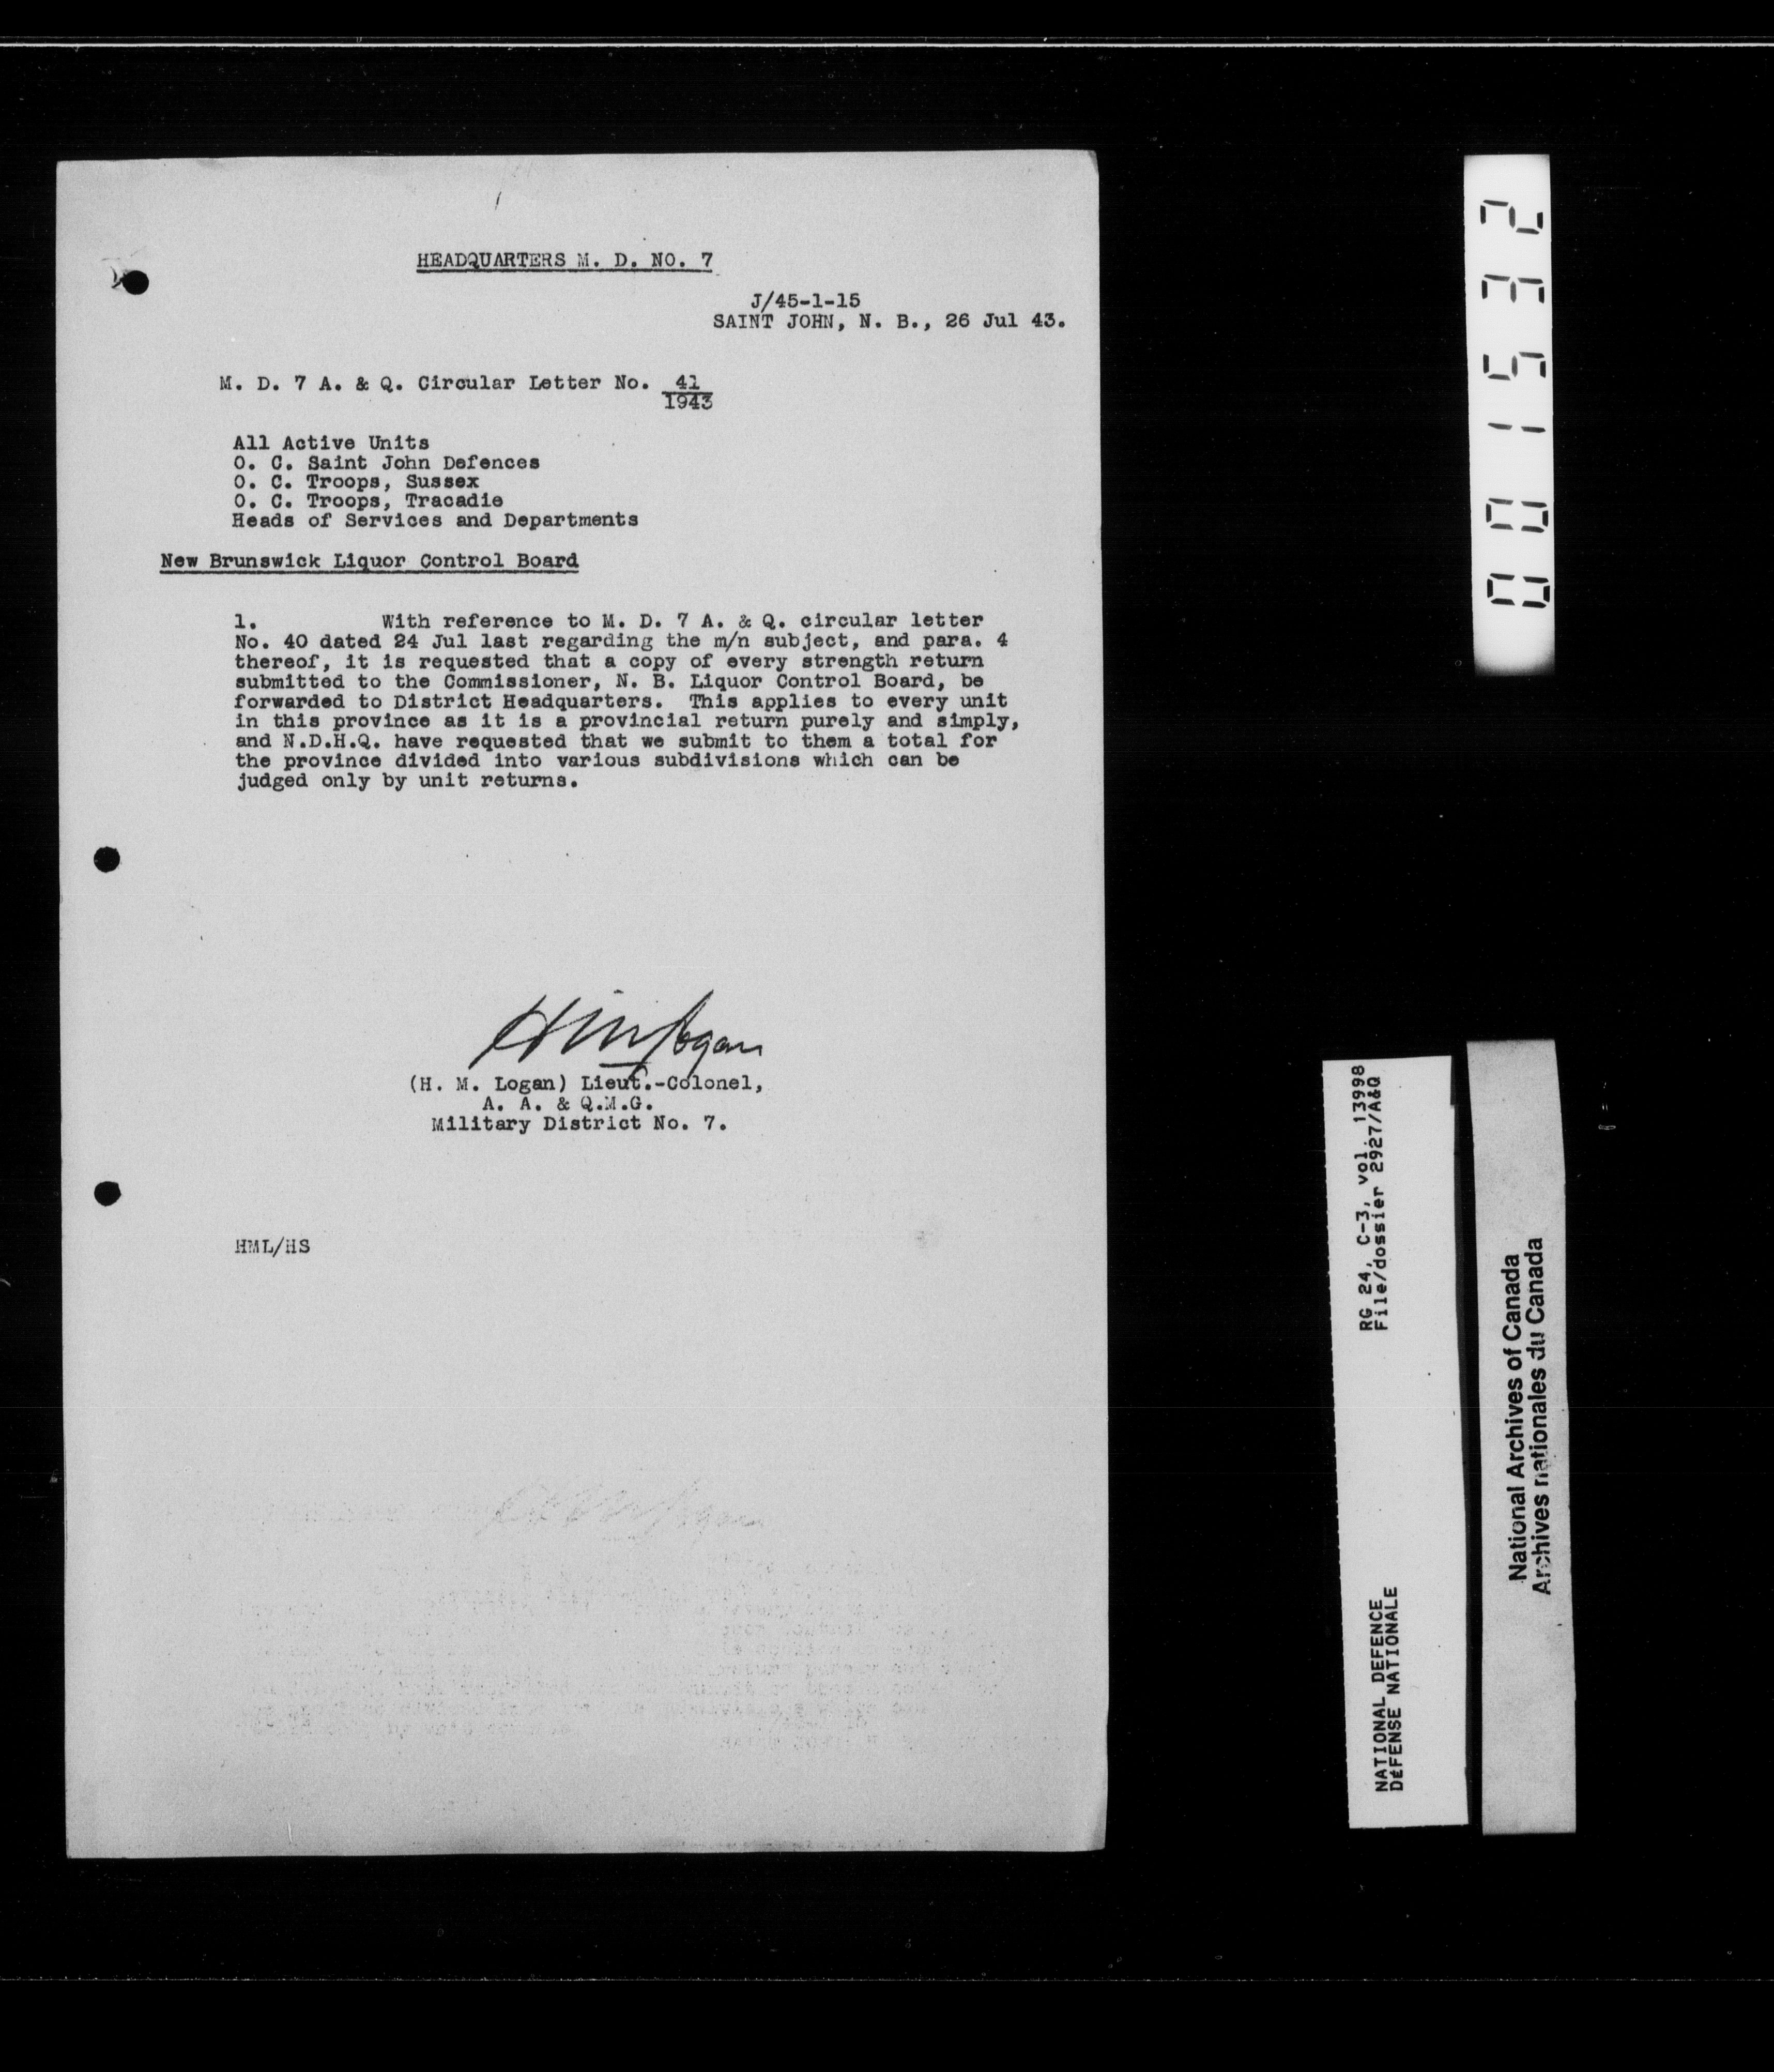 HEADQUARTERS M. D. NO. 7
J/45-1-15
SAINT JOHN, N. B., 26 Jul 43.
M. D. 7 A. & Q. Circular Letter No. 41
1943
All Active Units
O. C. Saint John Defences
O. C. Troops, Sussex
O. C. Troops, Tracadie
Heads of Services and Departments
New Brunswick Liquor Control Board
1. With reference to M. D. 7 A. & Q. circular letter
No. 40 dated 24 Jul last regarding the m/n subject, and para. 4
thereof, it is requested that a copy of every strength return
submitted to the Commissioner, N. B. Liquor Control Board, be
forwarded to District Headquarters. This applies to every unit
in this province as it is a provincial return purely and simply,
and N.D.H.Q. have requested that we submit to them a total for
the province divided into various subdivisions which can be
judged only by unit returns.
HM Logan
(H. M. Logan) Lieut.-Colonel,
A. A. & Q.M.G.
Military District No. 7.
HML/HS
001532
RG 24, C-3, vol. 13998
File/dossier 2927/A&Q
NATIONAL DEFENCE
DÉFENSE NATIONALE
National Archives of Canada
Archives nationales du Canada